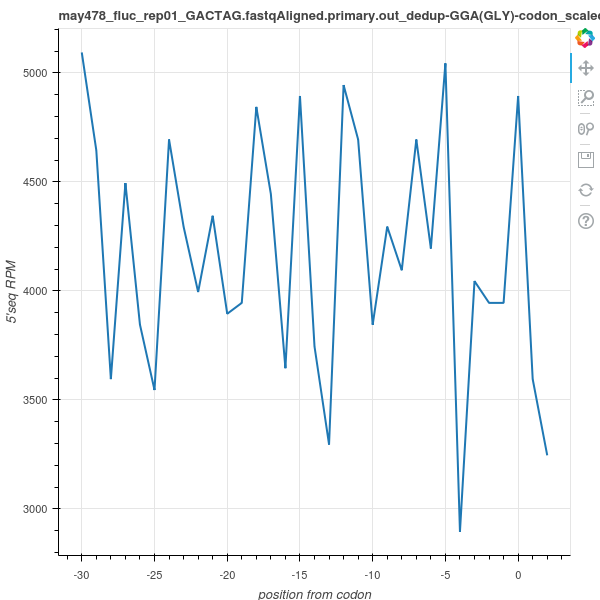 may478_fluc_rep01_GACTAG.fastqAligned.primary.out_dedup-GGA(GLY)-codon_scaled
5000
4500
4000
3500
3000
5'seq RPM
-30 -25 -20 -15 -10 -5 0
position from codon